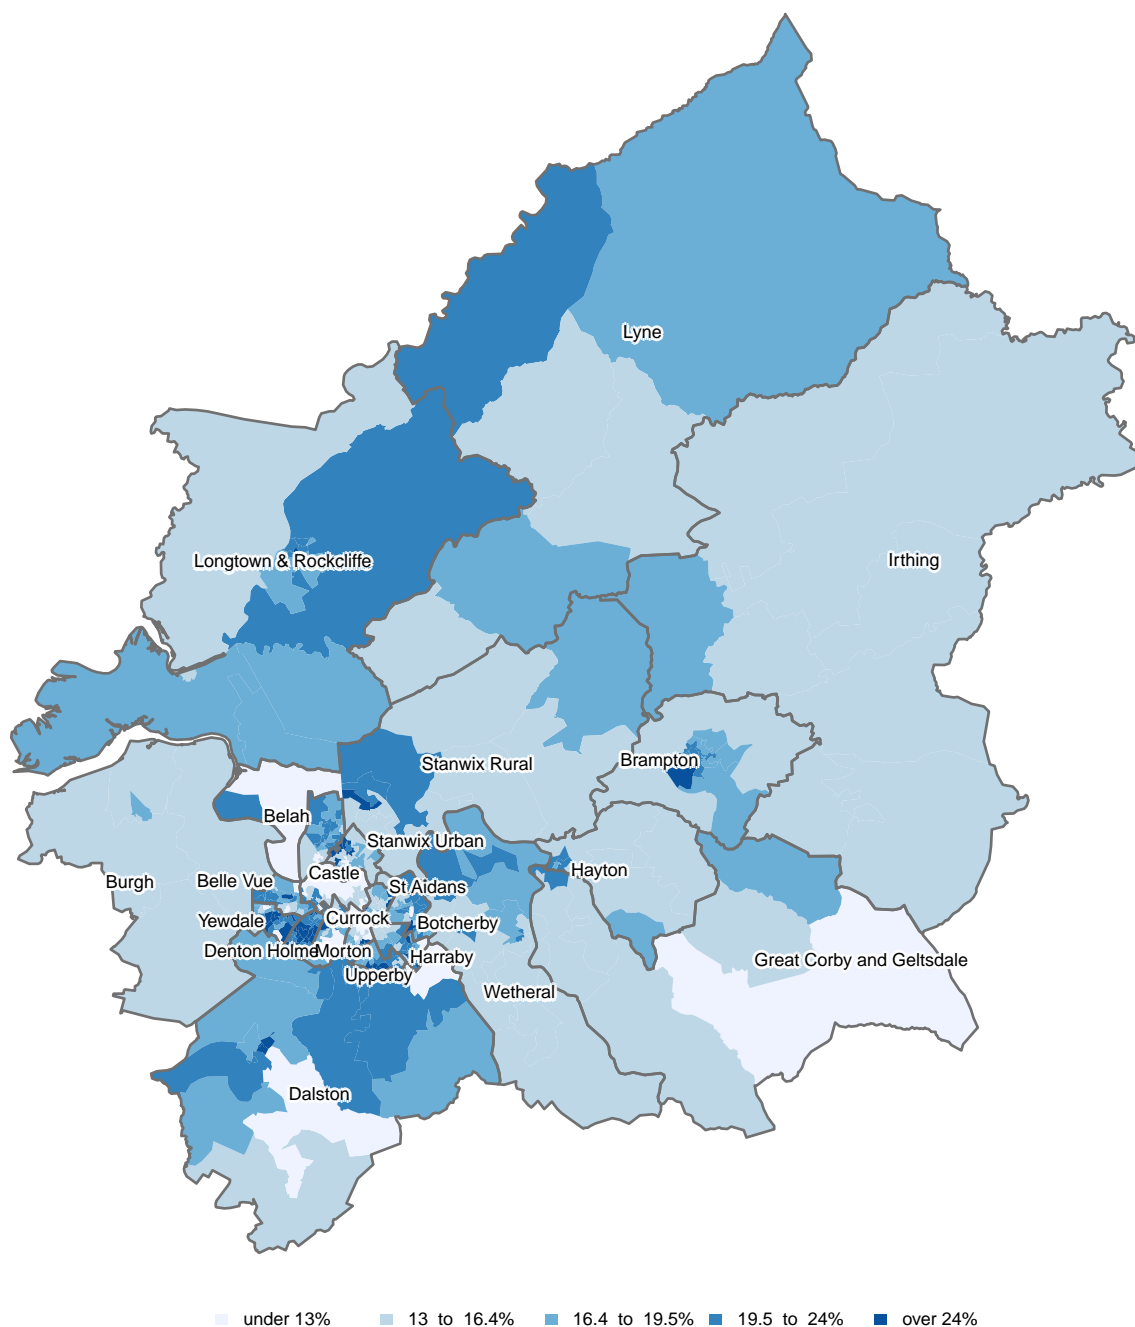 Lyne
Longtown & Rockcliffe
Irthing
Stanwix Rural
Brampton
Belah
Stanwix Urban
Burgh
Belle Vue
Castle
St Aidans
Hayton
Yewdale
Currock
Botcherby
Denton Holme
Morton
Harraby
Upperby
Great Corby and Geltsdale
Wetheral
Dalston
under 13% 13 to 16.4% 16.4 to 19.5% 19.5 to 24% over 24%